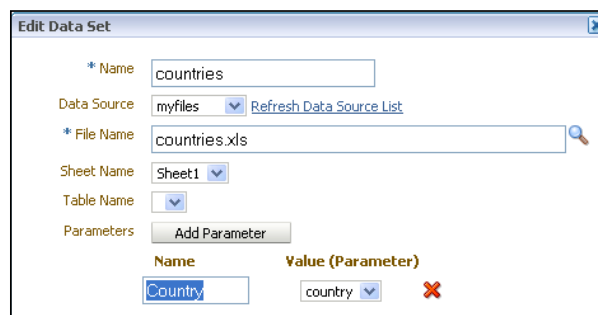 Edit Data Set
* Name countries
Data Source myfiles Refresh Data Source List
* File Name countries.xls
Sheet Name Sheet1
Table Name
Parameters Add Parameter
Name Value (Parameter)
Country country